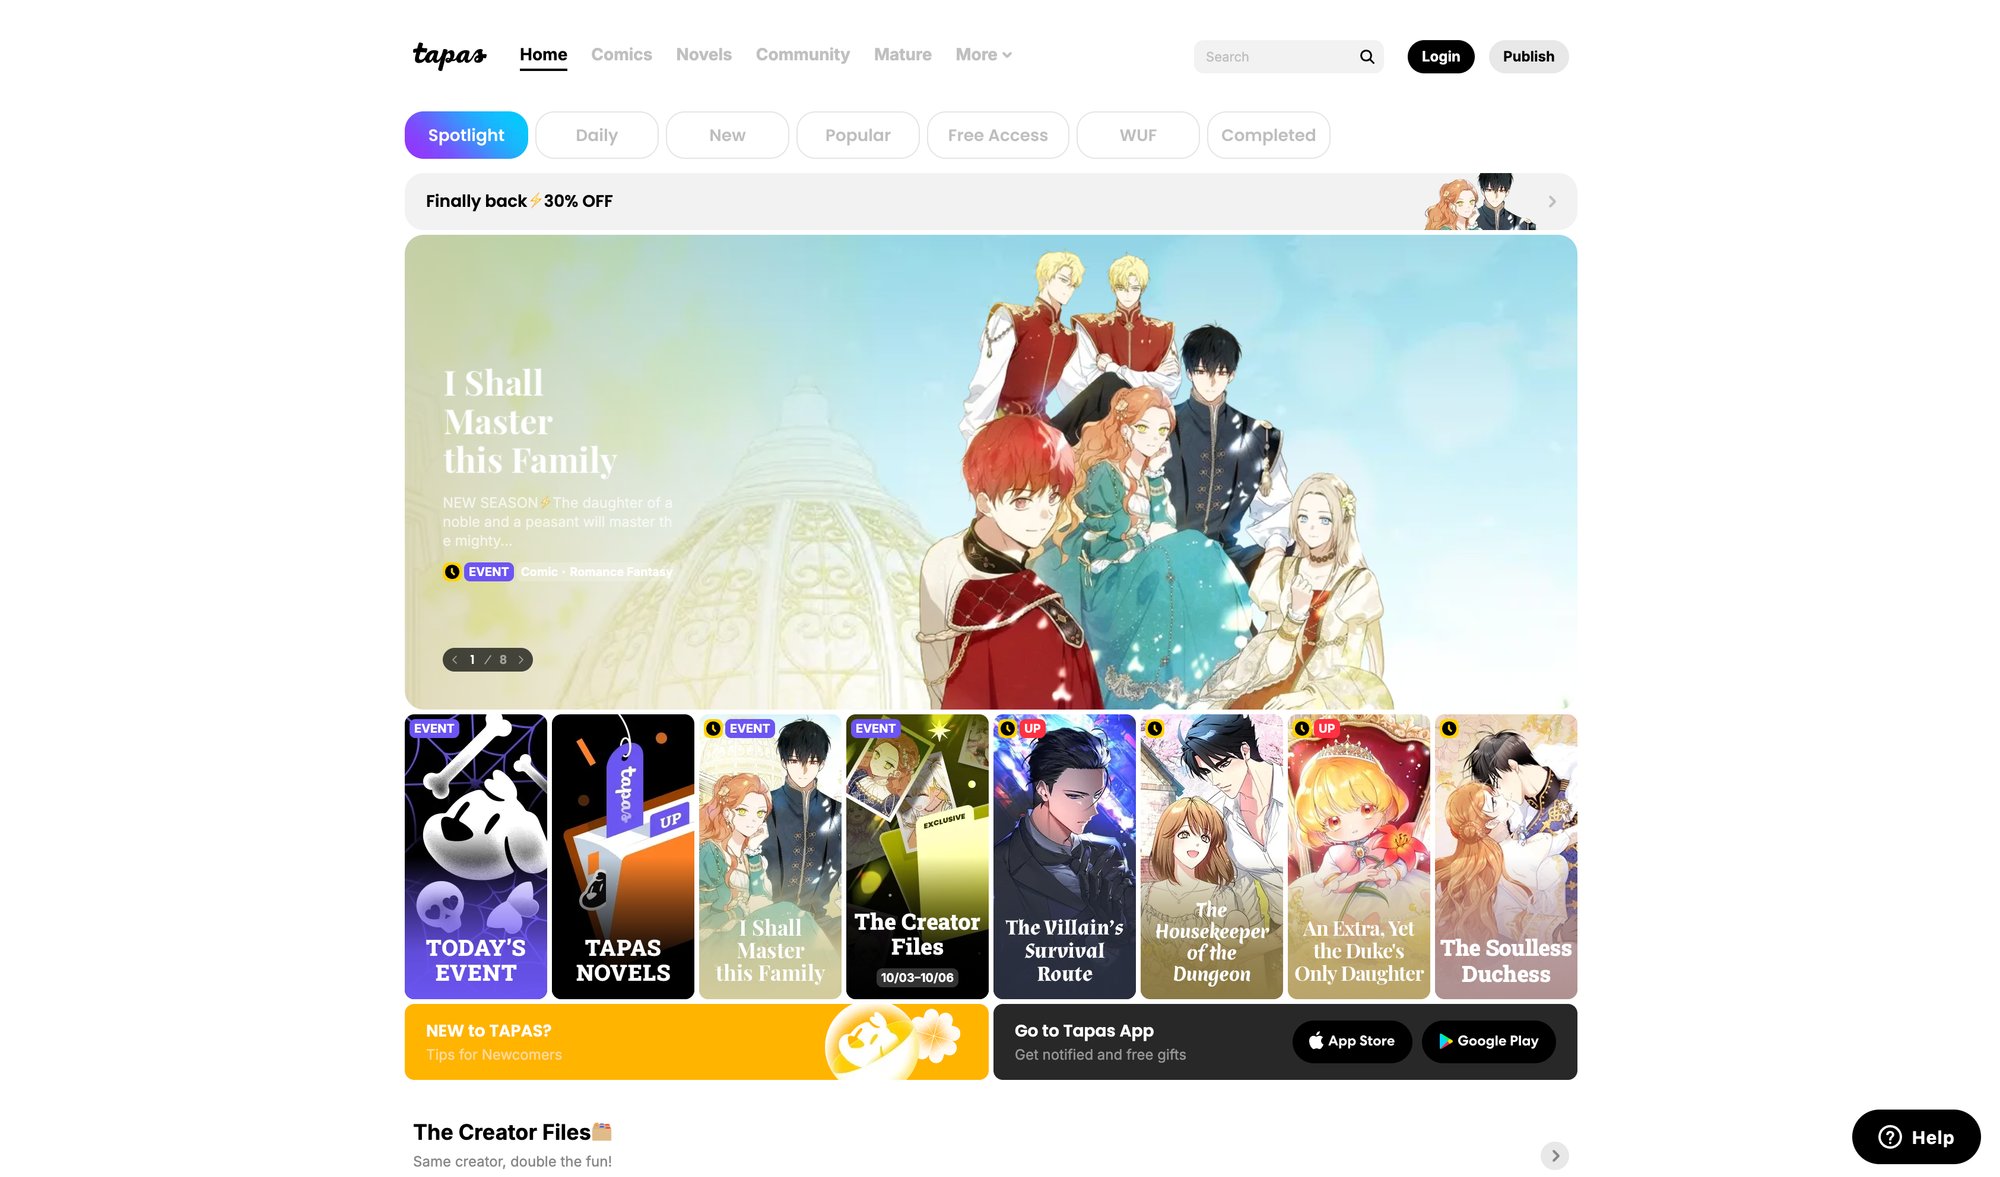 tapas
Home Comics Novels Community Mature More
Search
Login
Publish
Spotlight
Daily
New
Popular
Free Access
WUF
Completed
Finally back⚡30% OFF
I Shall
Master
this Family
NEW SEASON⚡The daughter of a
noble and a peasant will master th
e mighty...
EVENT Comic · Romance Fantasy
1 / 8
EVENT
TODAY'S
EVENT
tapas
UP
TAPAS
NOVELS
EVENT
I Shall
Master
this Family
EVENT
EXCLUSIVE
The Creator
Files
10/03–10/06
UP
The Villain's
Survival
Route
The
Housekeeper
of the
Dungeon
UP
An Extra, Yet
the Duke's
Only Daughter
The Soulless
Duchess
NEW to TAPAS?
Tips for Newcomers
Go to Tapas App
Get notified and free gifts
App Store
Google Play
The Creator Files🗂️
Same creator, double the fun!
Help